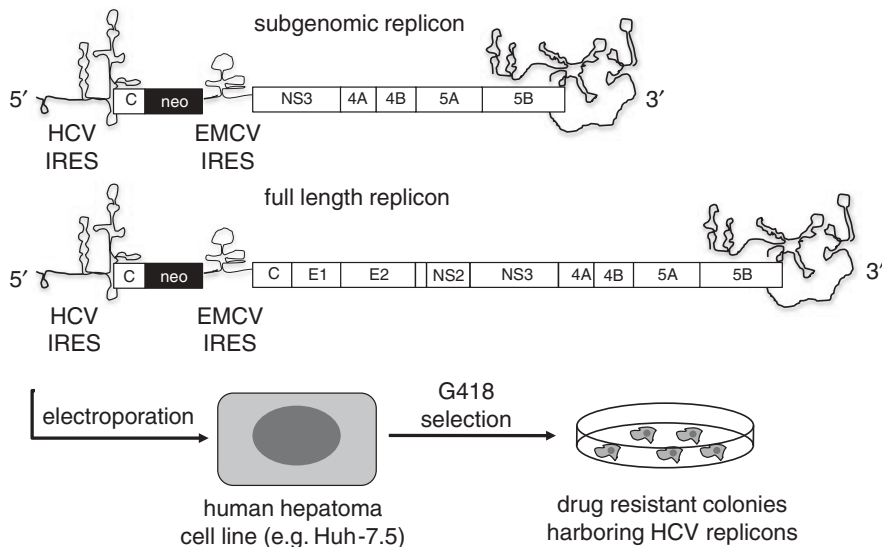 subgenomic replicon
5′ C neo NS3 4A 4B 5A 5B 3′
HCV
IRES
EMCV
IRES
full length replicon
5′ C neo C E1 E2 NS2 NS3 4A 4B 5A 5B 3′
HCV
IRES
EMCV
IRES
electroporation
G418
selection
human hepatoma
cell line (e.g. Huh-7.5)
drug resistant colonies
harboring HCV replicons